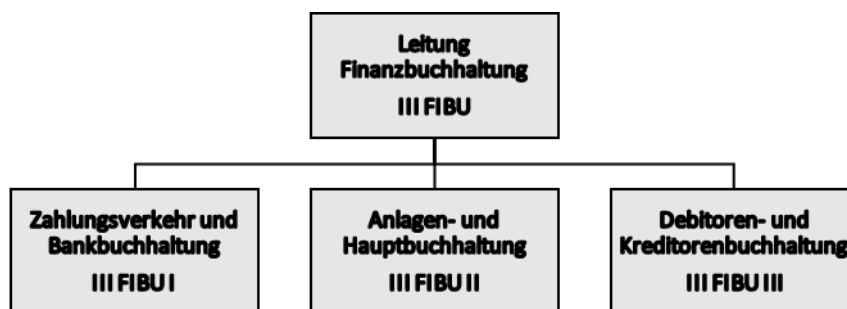 Leitung
Finanzbuchhaltung
III FIBU
Zahlungsverkehr und
Bankbuchhaltung
III FIBU I
Anlagen- und
Hauptbuchhaltung
III FIBU II
Debitoren- und
Kreditorenbuchhaltung
III FIBU III